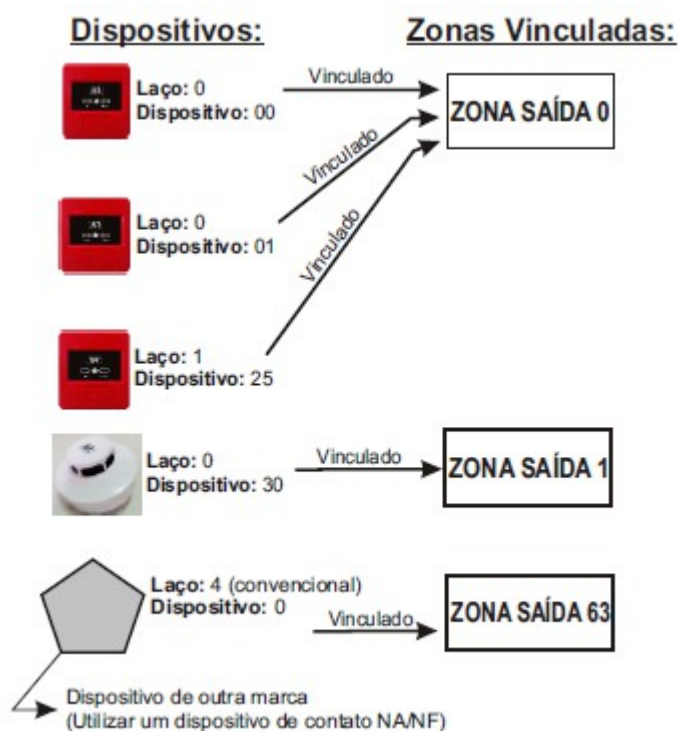 Dispositivos:
Zonas Vinculadas:
Laço: 0
Dispositivo: 00
Vinculado
ZONA SAÍDA 0
Laço: 0
Dispositivo: 01
Vinculado
Laço: 1
Dispositivo: 25
Vinculado
Laço: 0
Dispositivo: 30
Vinculado
ZONA SAÍDA 1
Laço: 4 (convencional)
Dispositivo: 0
Vinculado
ZONA SAÍDA 63
Dispositivo de outra marca
(Utilizar um dispositivo de contato NA/NF)